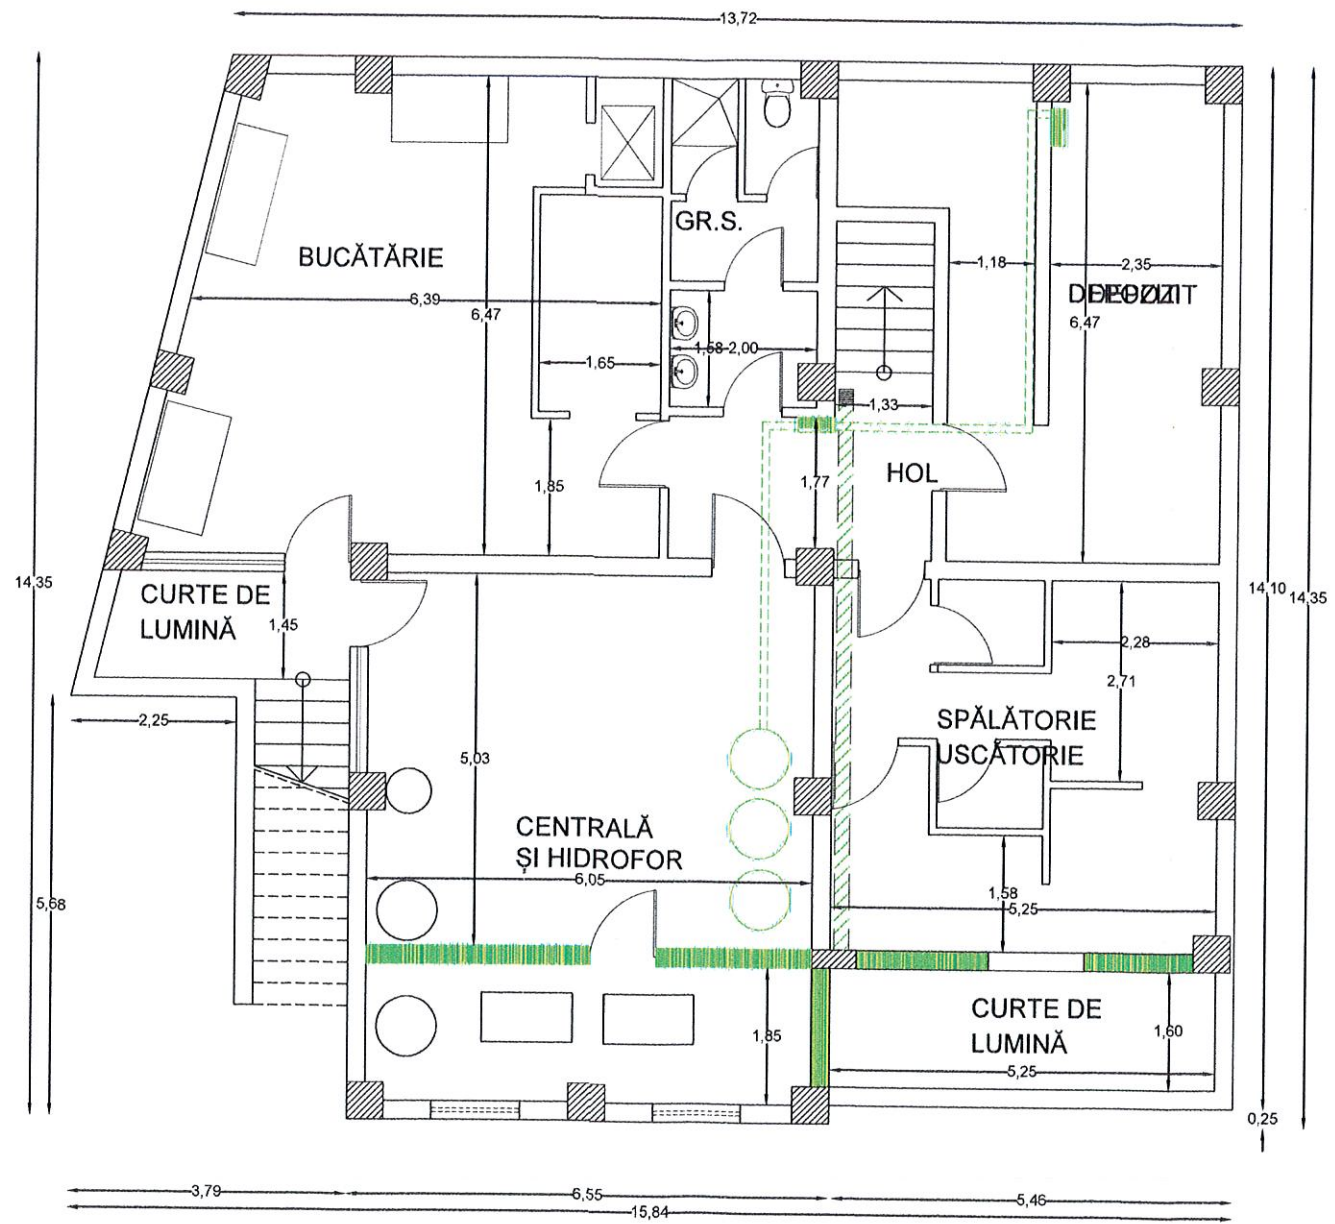 13,72
GR.S.
BUCĂTĂRIE
1,18
2,35
DEPOZIT
6,39
6,47
6,47
1,58
2,00
1,65
1,33
HOL
1,77
1,85
14,35
CURTE DE
LUMINĂ
1,45
14,10
14,35
2,28
2,71
2,25
SPĂLĂTORIE
USCĂTORIE
5,03
CENTRALĂ
ȘI HIDROFOR
6,05
1,58
5,25
5,68
CURTE DE
LUMINĂ
1,85
1,60
5,25
0,25
3,79
6,55
5,46
15,84